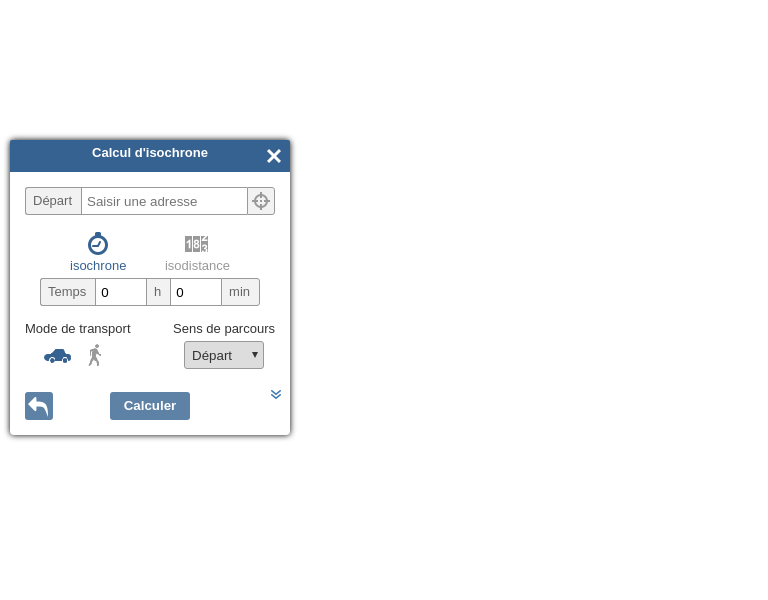 Calcul d'isochrone
Départ Saisir une adresse
isochrone isodistance
Temps 0 h 0 min
Mode de transport Sens de parcours
Départ
Calculer